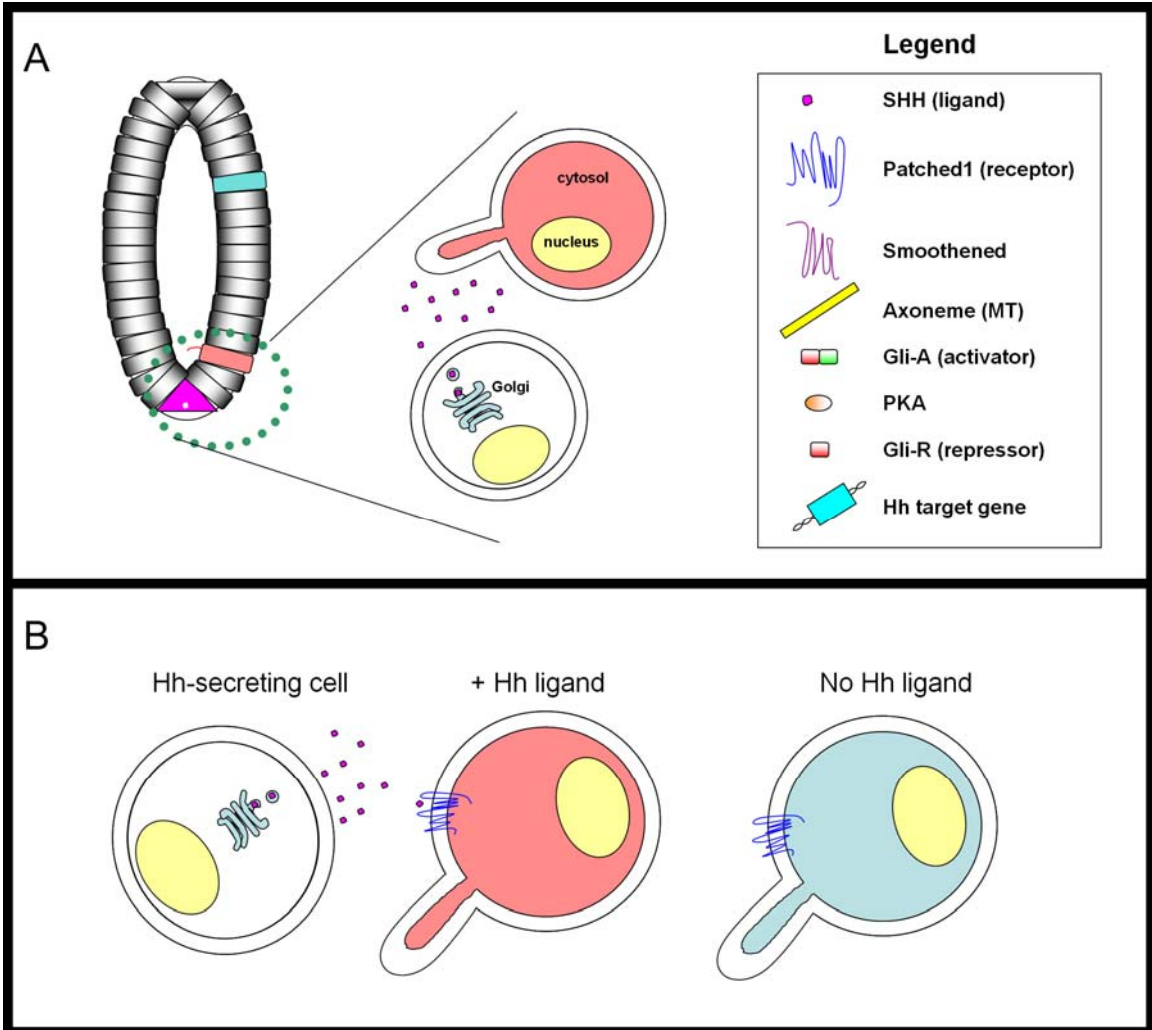 A
Legend
SHH (ligand)
Patched1 (receptor)
Smoothened
Axoneme (MT)
Gli-A (activator)
PKA
Gli-R (repressor)
Hh target gene
cytosol
nucleus
Golgi
B
Hh-secreting cell
+ Hh ligand
No Hh ligand